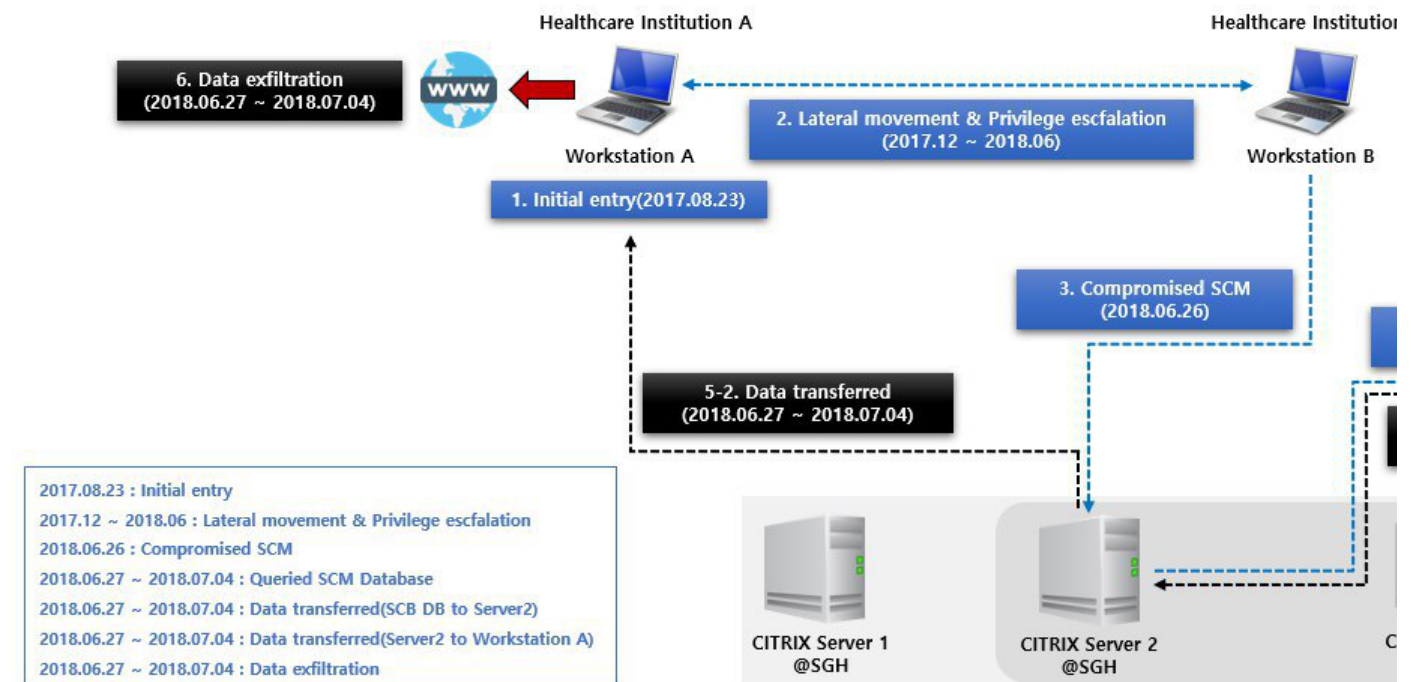 Healthcare Institution A
Healthcare Institution
6. Data exfiltration
(2018.06.27 ~ 2018.07.04)
www
2. Lateral movement & Privilege escfalation
(2017.12 ~ 2018.06)
Workstation A
Workstation B
1. Initial entry(2017.08.23)
3. Compromised SCM
(2018.06.26)
5-2. Data transferred
(2018.06.27 ~ 2018.07.04)
2017.08.23 : Initial entry
2017.12 ~ 2018.06 : Lateral movement & Privilege escfalation
2018.06.26 : Compromised SCM
2018.06.27 ~ 2018.07.04 : Queried SCM Database
2018.06.27 ~ 2018.07.04 : Data transferred(SCB DB to Server2)
2018.06.27 ~ 2018.07.04 : Data transferred(Server2 to Workstation A)
2018.06.27 ~ 2018.07.04 : Data exfiltration
CITRIX Server 1
@SGH
CITRIX Server 2
@SGH